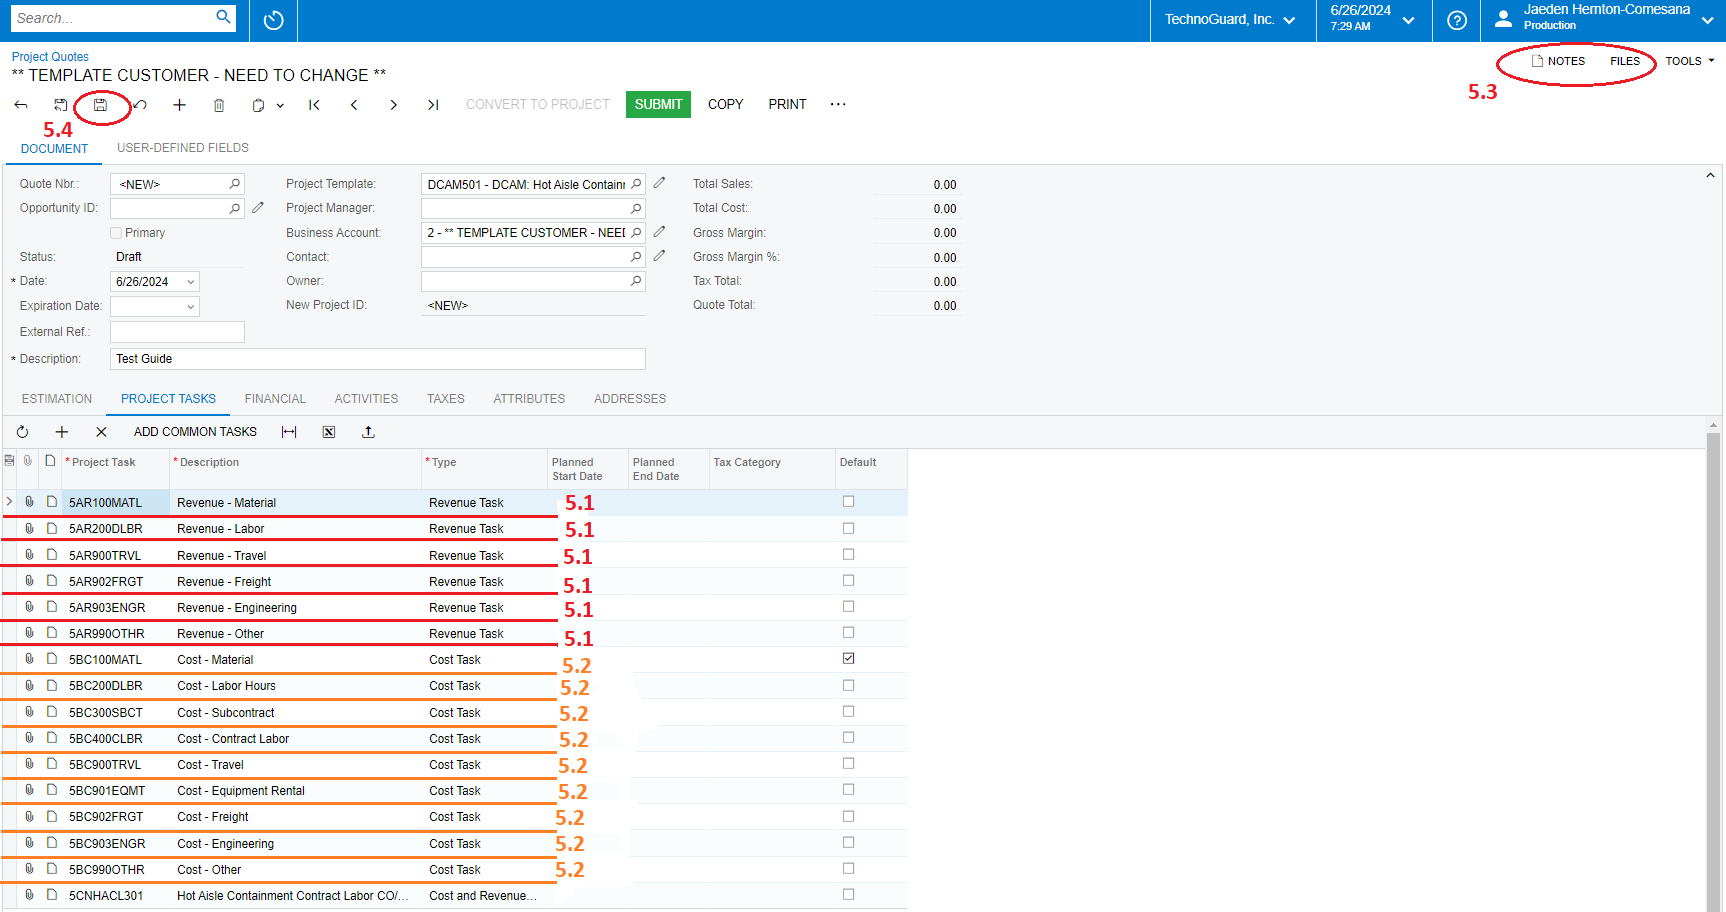 Search...
TechnoGuard, Inc.
6/26/2024
7:29 AM
Jaeden Hernton-Comesana
Production
Project Quotes
** TEMPLATE CUSTOMER - NEED TO CHANGE **
NOTES FILES TOOLS
5.3
CONVERT TO PROJECT SUBMIT COPY PRINT ...
5.4
DOCUMENT USER-DEFINED FIELDS
Quote Nbr.: <NEW> Project Template: DCAM501 - DCAM: Hot Aisle Containm Total Sales: 0.00
Opportunity ID: Project Manager: Total Cost: 0.00
Primary Business Account: 2 - ** TEMPLATE CUSTOMER - NEED Gross Margin: 0.00
Status: Draft Contact: Gross Margin %: 0.00
* Date: 6/26/2024 Owner: Tax Total: 0.00
Expiration Date: New Project ID: <NEW> Quote Total: 0.00
External Ref.:
* Description: Test Guide
ESTIMATION PROJECT TASKS FINANCIAL ACTIVITIES TAXES ATTRIBUTES ADDRESSES
ADD COMMON TASKS
* Project Task * Description * Type Planned Start Date Planned End Date Tax Category Default
5AR100MATL Revenue - Material Revenue Task 5.1
5AR200DLBR Revenue - Labor Revenue Task 5.1
5AR900TRVL Revenue - Travel Revenue Task 5.1
5AR902FRGT Revenue - Freight Revenue Task 5.1
5AR903ENGR Revenue - Engineering Revenue Task 5.1
5AR990OTHR Revenue - Other Revenue Task 5.1
5BC100MATL Cost - Material Cost Task 5.2
5BC200DLBR Cost - Labor Hours Cost Task 5.2
5BC300SBCT Cost - Subcontract Cost Task 5.2
5BC400CLBR Cost - Contract Labor Cost Task 5.2
5BC900TRVL Cost - Travel Cost Task 5.2
5BC901EQMT Cost - Equipment Rental Cost Task 5.2
5BC902FRGT Cost - Freight Cost Task 5.2
5BC903ENGR Cost - Engineering Cost Task 5.2
5BC990OTHR Cost - Other Cost Task 5.2
5CNHACL301 Hot Aisle Containment Contract Labor CO/... Cost and Revenue...